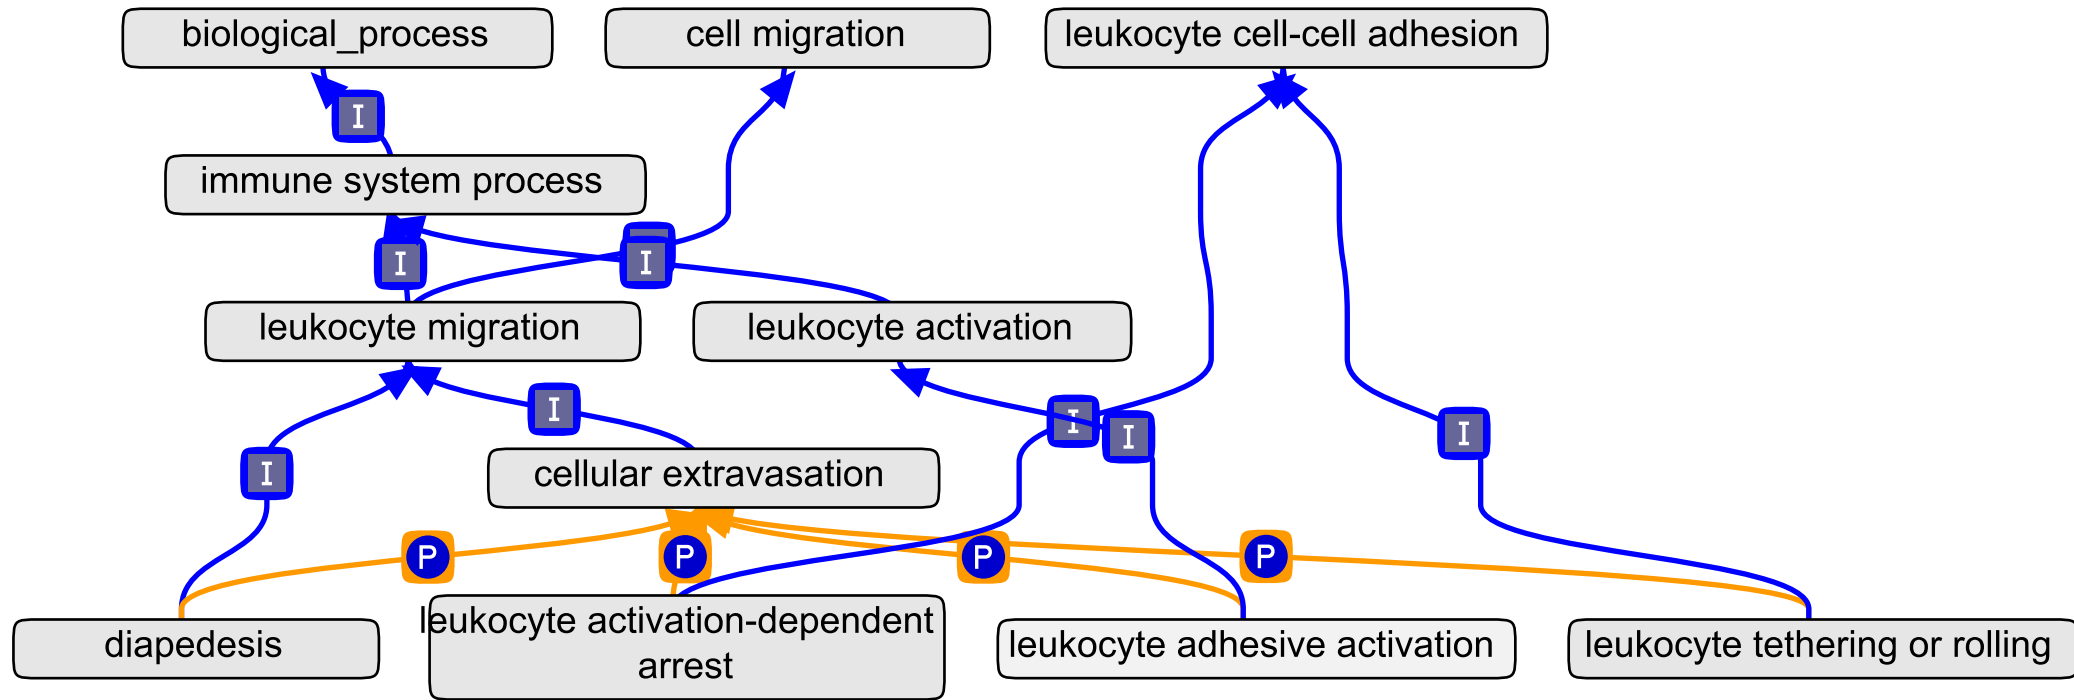 biological_process
cell migration
leukocyte cell-cell adhesion
I
immune system process
I
I
leukocyte migration
leukocyte activation
I
I
I
I
I
cellular extravasation
P
P
P
P
diapedesis
leukocyte activation-dependent
arrest
leukocyte adhesive activation
leukocyte tethering or rolling